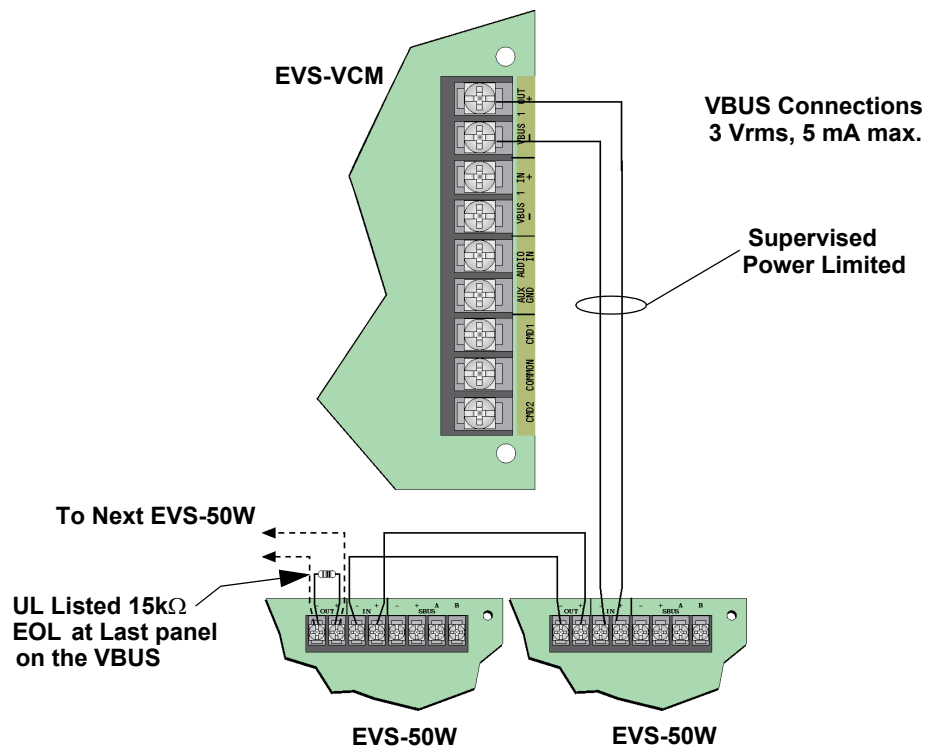 EVS-VCM
VBUS 1 OUT
+
–
VBUS 1 IN
+
–
AUDIO
IN
AUX
GND
CMD1
COMMON
CMD2
VBUS Connections
3 Vrms, 5 mA max.
Supervised
Power Limited
To Next EVS-50W
UL Listed 15kΩ
EOL at Last panel
on the VBUS
– + – + – + A B
OUT IN SBUS
– + – + – + A B
OUT IN SBUS
EVS-50W
EVS-50W